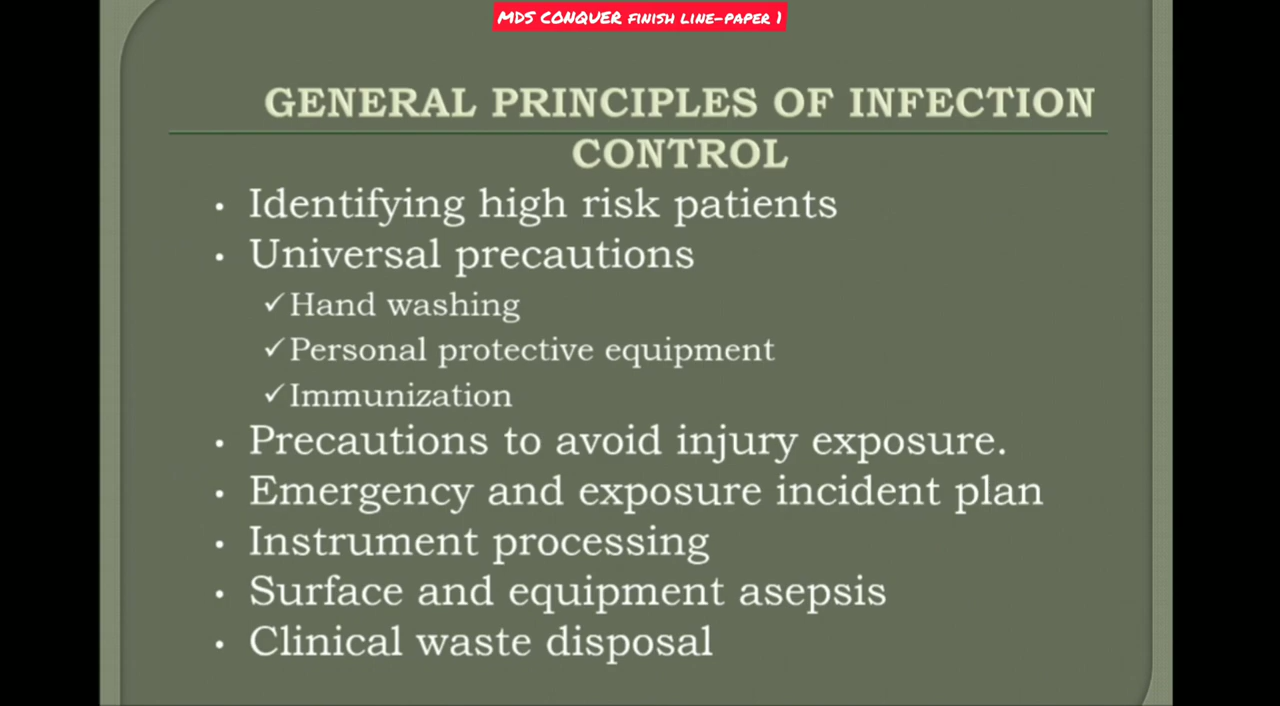 MDS CONQUER FINISH LINE-PAPER 1
GENERAL PRINCIPLES OF INFECTION
CONTROL
• Identifying high risk patients
• Universal precautions
✓Hand washing
✓Personal protective equipment
✓Immunization
• Precautions to avoid injury exposure.
• Emergency and exposure incident plan
• Instrument processing
• Surface and equipment asepsis
• Clinical waste disposal